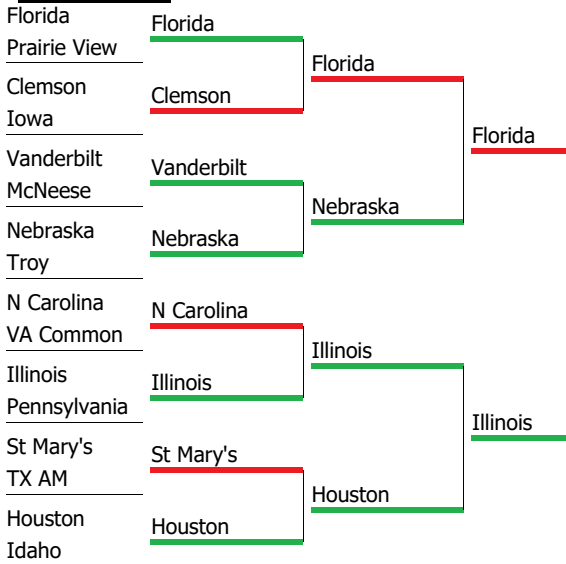 Florida
Prairie View
Clemson
Iowa
Vanderbilt
McNeese
Nebraska
Troy
N Carolina
VA Common
Illinois
Pennsylvania
St Mary's
TX AM
Houston
Idaho
Florida
Clemson
Vanderbilt
Nebraska
N Carolina
Illinois
St Mary's
Houston
Florida
Nebraska
Illinois
Houston
Florida
Illinois